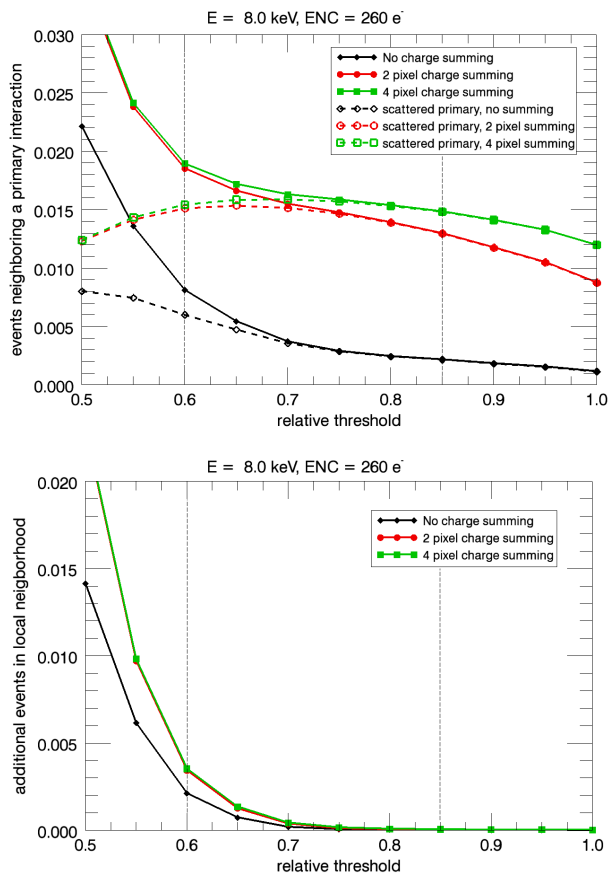 E = 8.0 keV, ENC = 260 e-
events neighboring a primary interaction
0.030
0.025
0.020
0.015
0.010
0.005
0.000
No charge summing
2 pixel charge summing
4 pixel charge summing
scattered primary, no summing
scattered primary, 2 pixel summing
scattered primary, 4 pixel summing
0.5 0.6 0.7 0.8 0.9 1.0
relative threshold
E = 8.0 keV, ENC = 260 e-
additional events in local neigborhood
0.020
0.015
0.010
0.005
0.000
No charge summing
2 pixel charge summing
4 pixel charge summing
0.5 0.6 0.7 0.8 0.9 1.0
relative threshold